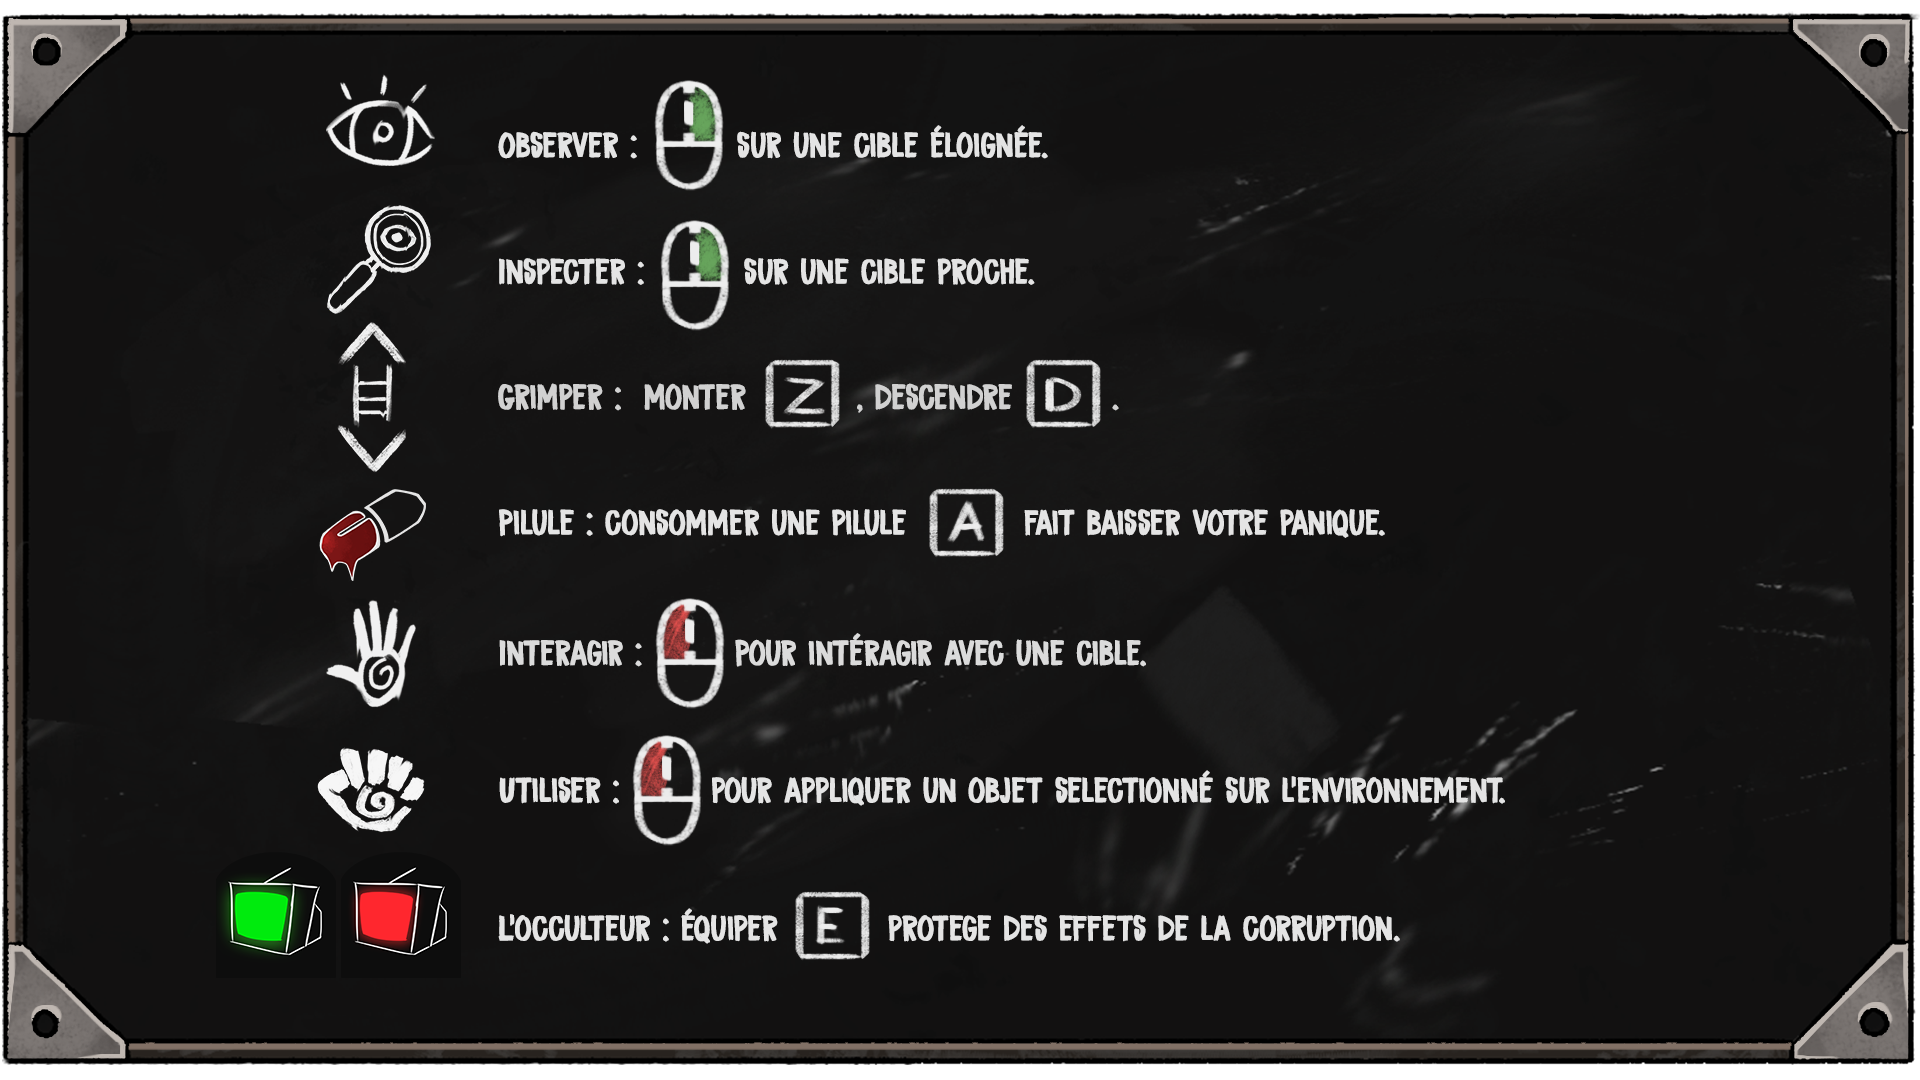 OBSERVER : SUR UNE CIBLE ÉLOIGNÉE.
INSPECTER : SUR UNE CIBLE PROCHE.
GRIMPER : MONTER Z , DESCENDRE D .
PILULE : CONSOMMER UNE PILULE A FAIT BAISSER VOTRE PANIQUE.
INTERAGIR : POUR INTÉRAGIR AVEC UNE CIBLE.
UTILISER : POUR APPLIQUER UN OBJET SELECTIONNÉ SUR L'ENVIRONNEMENT.
L'OCCULTEUR : ÉQUIPER E PROTEGE DES EFFETS DE LA CORRUPTION.